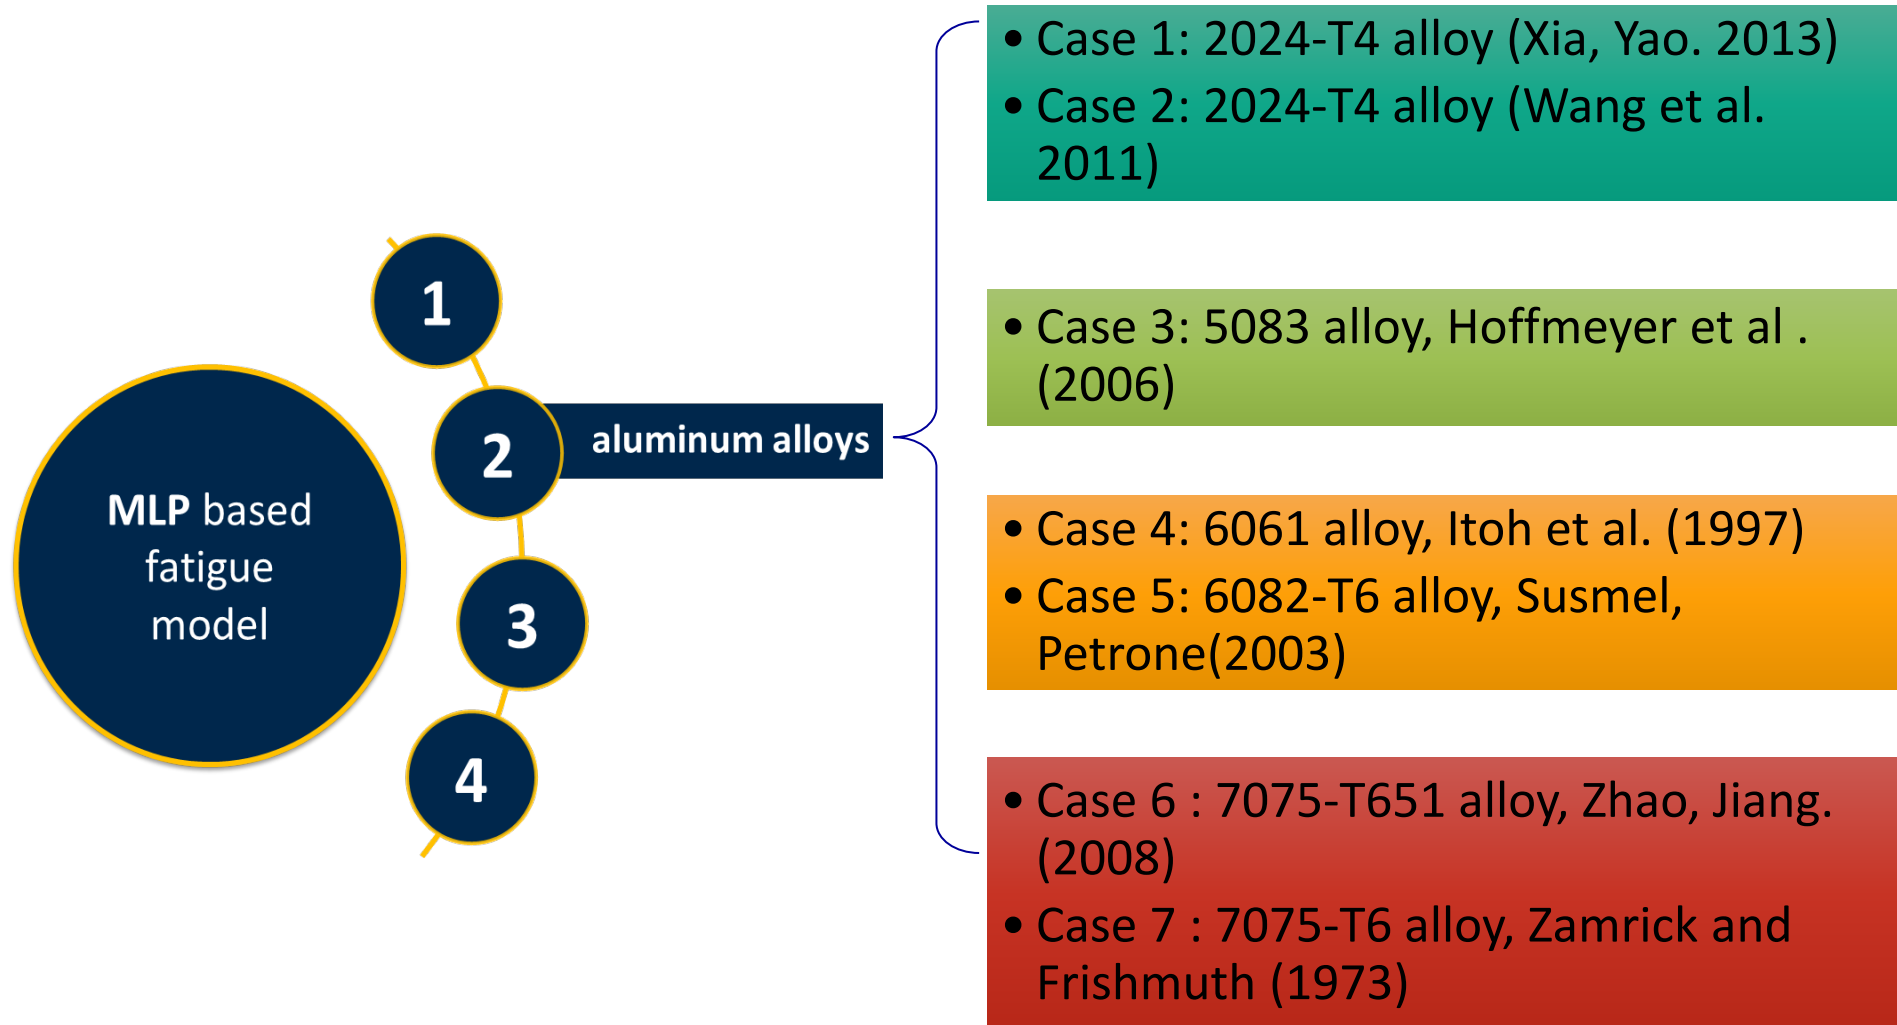 MLP based
fatigue
model
1
2
3
4
aluminum alloys
• Case 1: 2024-T4 alloy (Xia, Yao. 2013)
• Case 2: 2024-T4 alloy (Wang et al.
2011)
• Case 3: 5083 alloy, Hoffmeyer et al .
(2006)
• Case 4: 6061 alloy, Itoh et al. (1997)
• Case 5: 6082-T6 alloy, Susmel,
Petrone(2003)
• Case 6 : 7075-T651 alloy, Zhao, Jiang.
(2008)
• Case 7 : 7075-T6 alloy, Zamrick and
Frishmuth (1973)